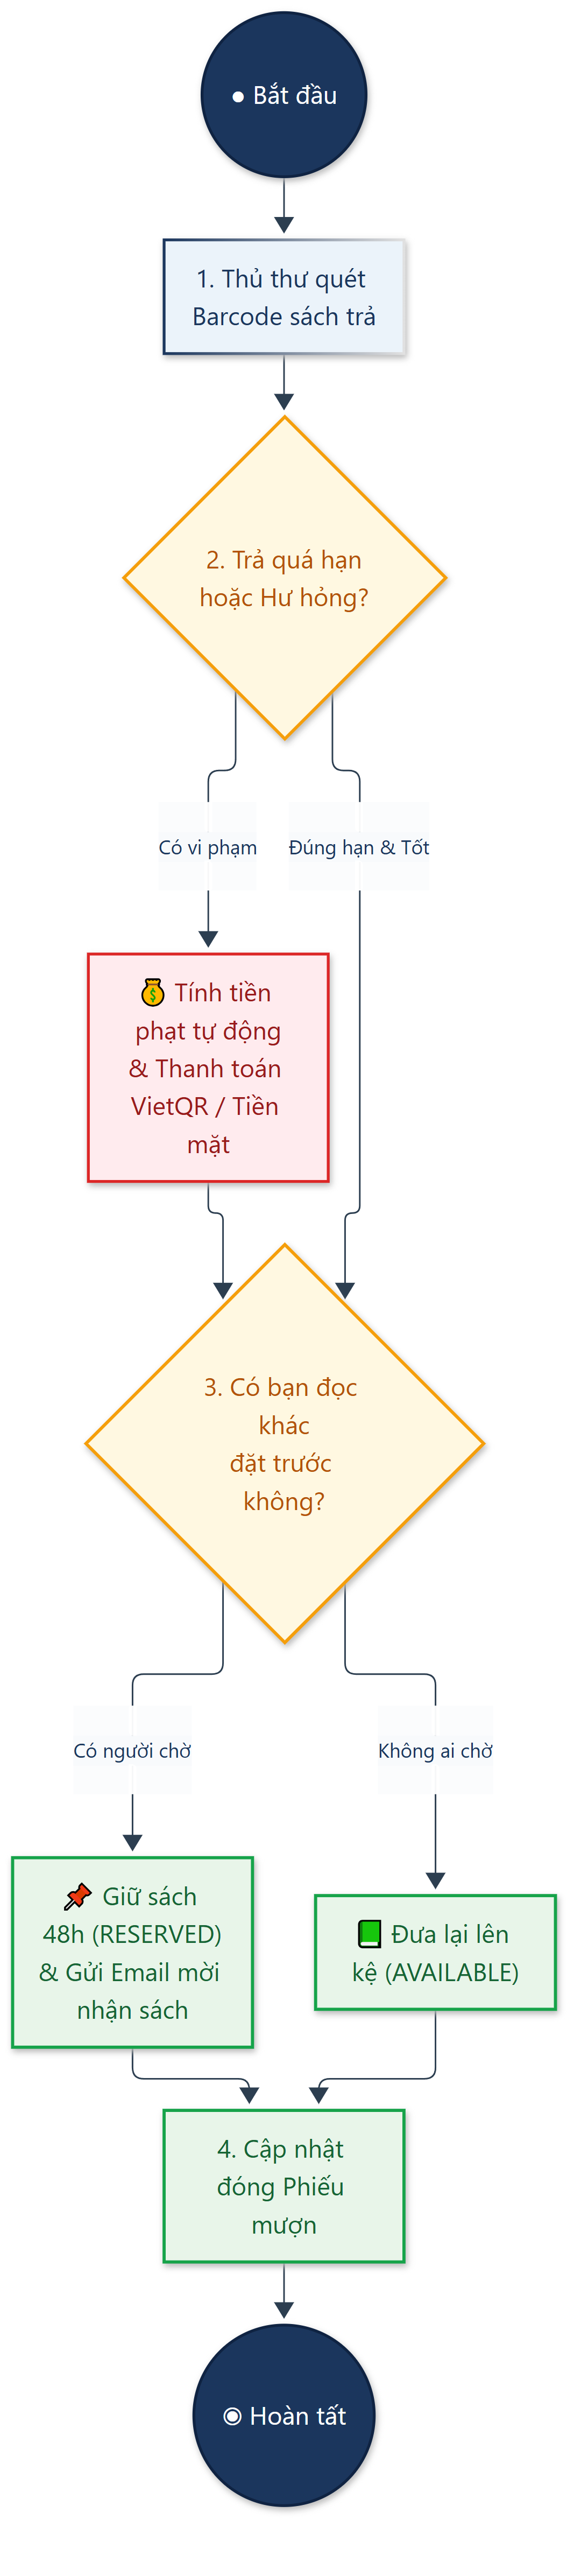 ● Bắt đầu
1. Thủ thư quét
Barcode sách trả
2. Trả quá hạn
hoặc Hư hỏng?
Có vi phạm
Đúng hạn & Tốt
💰 Tính tiền
phạt tự động
& Thanh toán
VietQR / Tiền
mặt
3. Có bạn đọc
khác
đặt trước
không?
Có người chờ
Không ai chờ
📌 Giữ sách
48h (RESERVED)
& Gửi Email mời
nhận sách
📗 Đưa lại lên
kệ (AVAILABLE)
4. Cập nhật
đóng Phiếu
mượn
◉ Hoàn tất